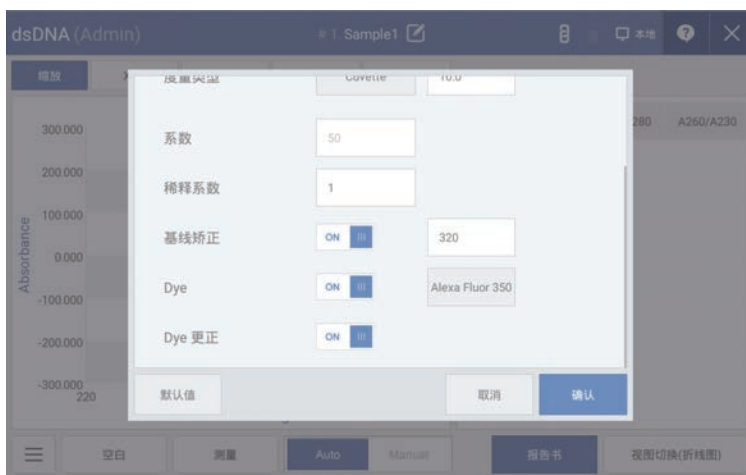 dsDNA (Admin)
# 1 Sample1
本地
缩放
280 A260/A230
度量类型 Cuvette 10.0
系数 50
稀释系数 1
基线矫正 ON 320
Dye ON Alexa Fluor 350
Dye 更正 ON
默认值 取消 确认
Absorbance
300.000
200.000
100.000
0.000
-100.000
-200.000
-300.000
220
空白 测量 Auto Manual 报告书 视图切换(折线图)